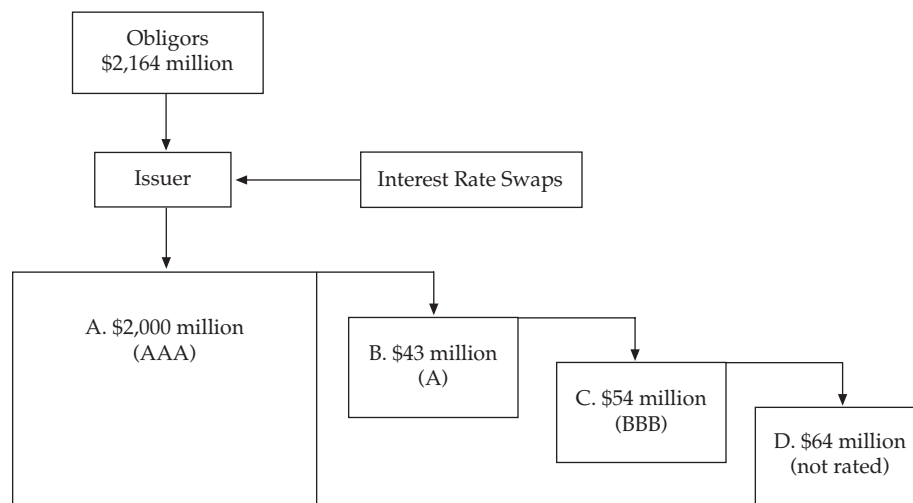 Obligors
$2,164 million
Issuer
Interest Rate Swaps
A. $2,000 million
(AAA)
B. $43 million
(A)
C. $54 million
(BBB)
D. $64 million
(not rated)